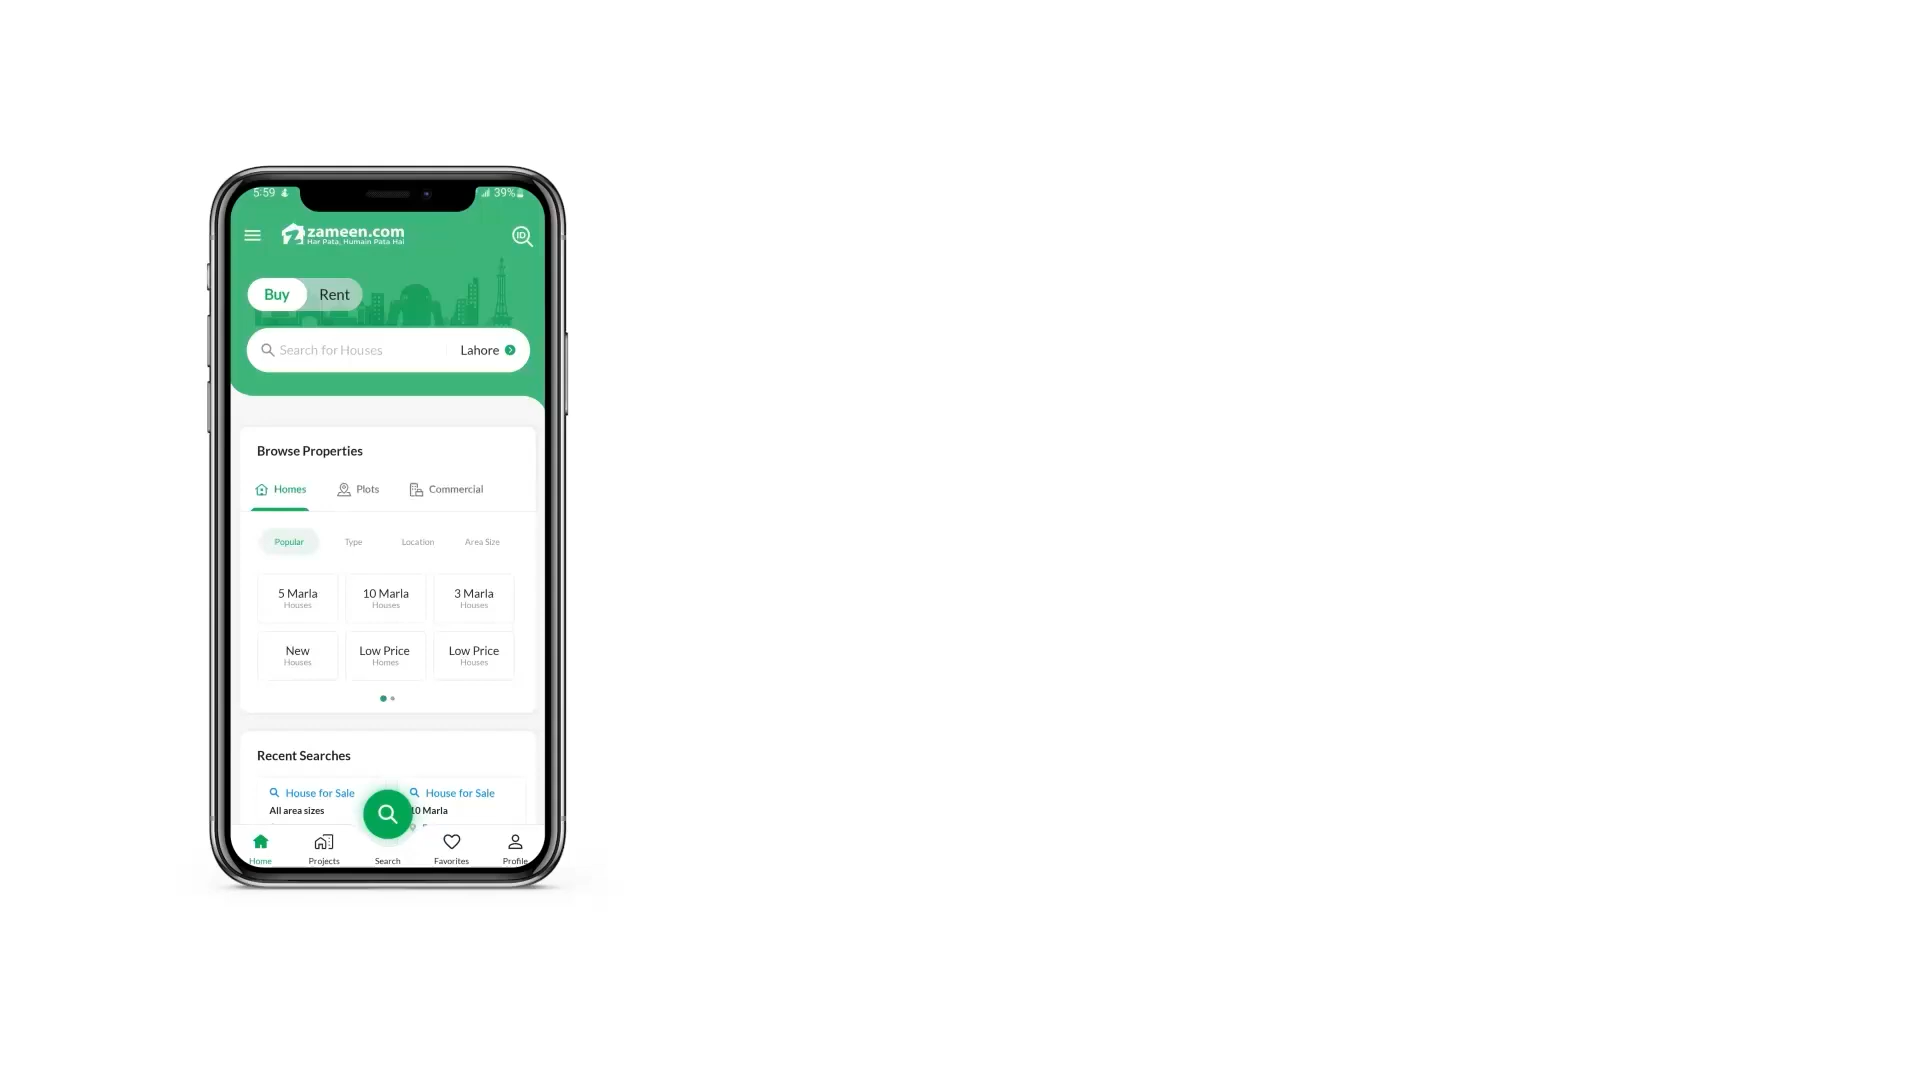 5:59
39%
zameen.com
Har Pata, Humain Pata Hai
ID
Buy
Rent
Search for Houses
Lahore
Browse Properties
Homes
Plots
Commercial
Popular
Type
Location
Area Size
5 Marla
Houses
10 Marla
Houses
3 Marla
Houses
New
Houses
Low Price
Homes
Low Price
Houses
Recent Searches
House for Sale
All area sizes
House for Sale
10 Marla
Home
Projects
Search
Favorites
Profile